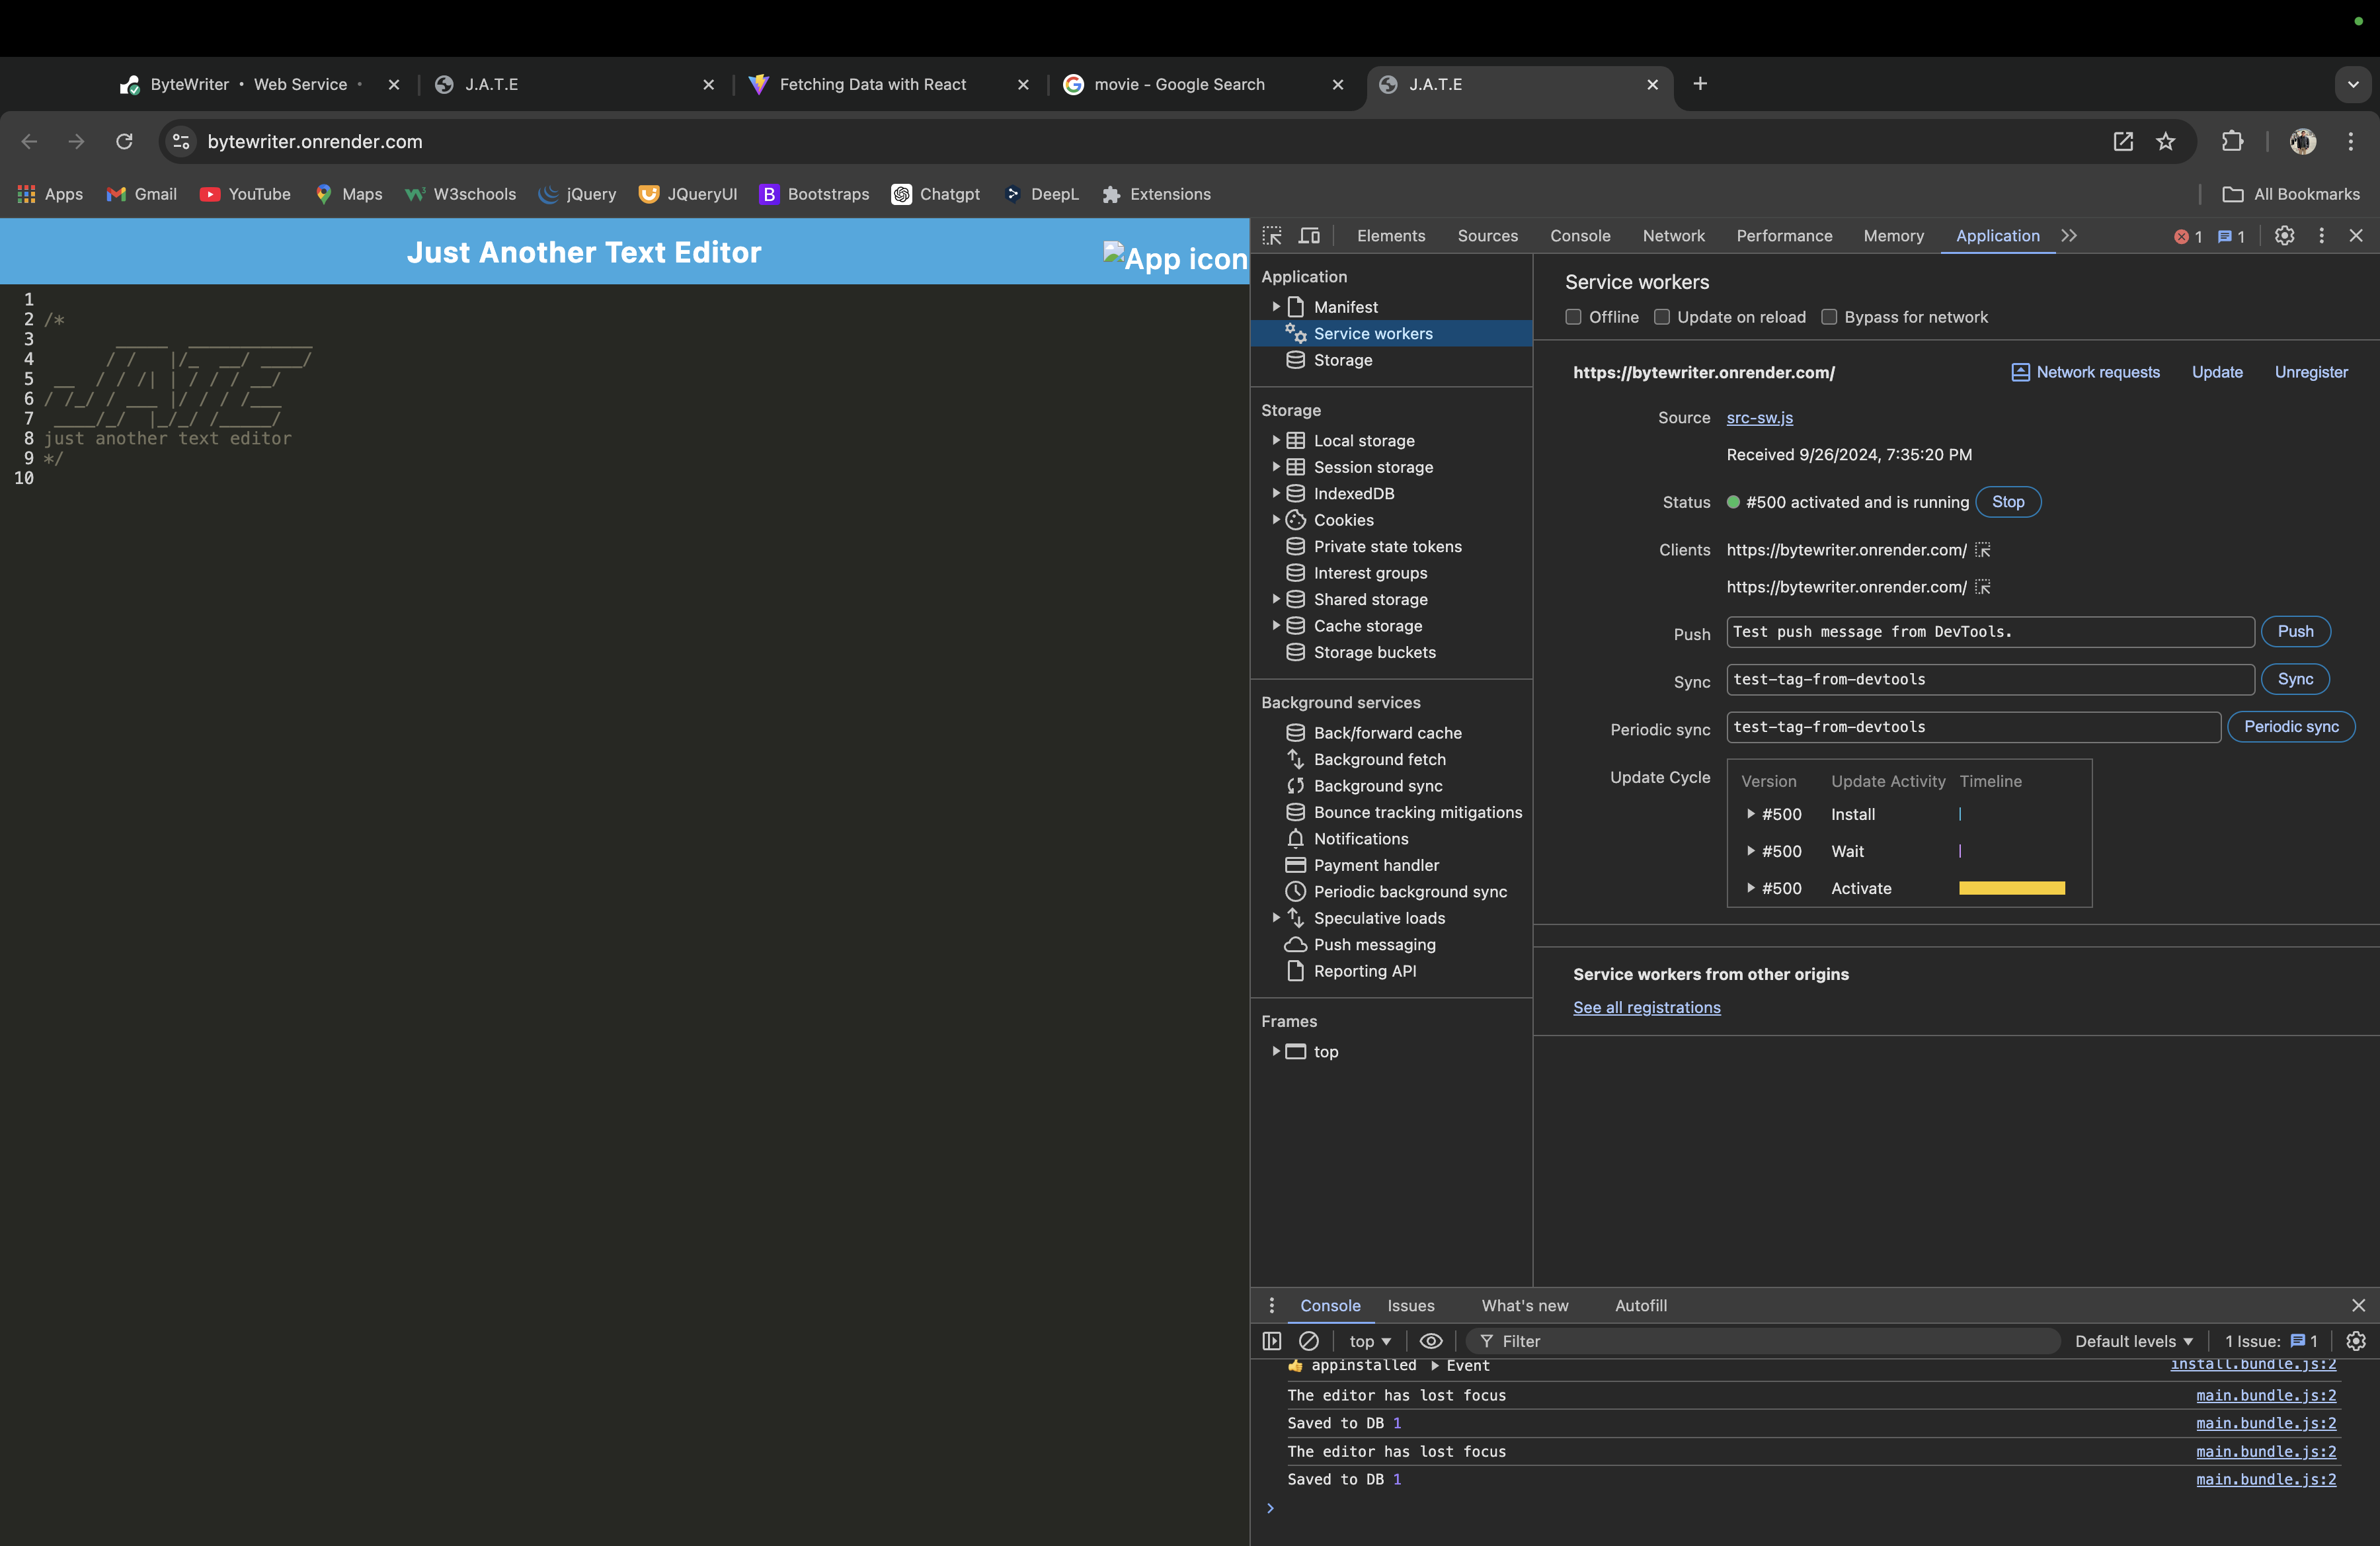 ByteWriter • Web Service •
J.A.T.E
Fetching Data with React
movie - Google Search
J.A.T.E
bytewriter.onrender.com
Apps
Gmail
YouTube
Maps
W3schools
jQuery
JQueryUI
Bootstraps
Chatgpt
DeepL
Extensions
All Bookmarks
Just Another Text Editor
App icon
1
2 /*
3        _____  ____________
4       / /   |/_  __/ ____/
5  __  / / /| | / / / __/
6 / /_/ / ___ |/ / / /___
7  ____/_/  |_/_/ /_____/
8 just another text editor
9 */
10
Elements
Sources
Console
Network
Performance
Memory
Application
1
1
Application
Manifest
Service workers
Storage
Storage
Local storage
Session storage
IndexedDB
Cookies
Private state tokens
Interest groups
Shared storage
Cache storage
Storage buckets
Background services
Back/forward cache
Background fetch
Background sync
Bounce tracking mitigations
Notifications
Payment handler
Periodic background sync
Speculative loads
Push messaging
Reporting API
Frames
top
Service workers
Offline
Update on reload
Bypass for network
https://bytewriter.onrender.com/
Network requests
Update
Unregister
Source src-sw.js
Received 9/26/2024, 7:35:20 PM
Status #500 activated and is running Stop
Clients https://bytewriter.onrender.com/
https://bytewriter.onrender.com/
Push Test push message from DevTools. Push
Sync test-tag-from-devtools Sync
Periodic sync test-tag-from-devtools Periodic sync
Update Cycle Version Update Activity Timeline
#500 Install
#500 Wait
#500 Activate
Service workers from other origins
See all registrations
Console
Issues
What's new
Autofill
top
Filter
Default levels
1 Issue: 1
👍 appinstalled Event install.bundle.js:2
The editor has lost focus main.bundle.js:2
Saved to DB 1 main.bundle.js:2
The editor has lost focus main.bundle.js:2
Saved to DB 1 main.bundle.js:2